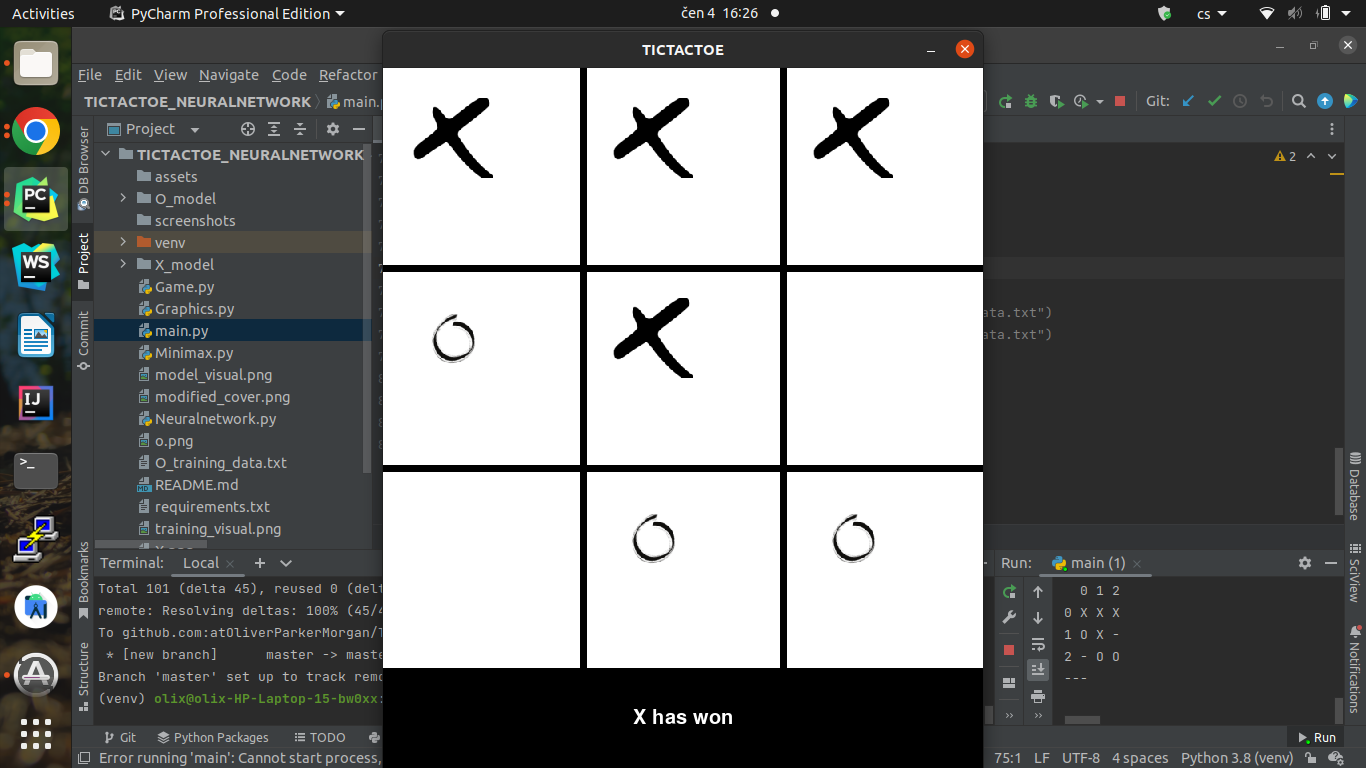 Activities
PyCharm Professional Edition
čen 4 16:26
cs
TICTACTOE
File Edit View Navigate Code Refactor
TICTACTOE_NEURALNETWORK
main.p
Git:
Project
TICTACTOE_NEURALNETWORK
assets
O_model
screenshots
venv
X_model
Game.py
Graphics.py
main.py
Minimax.py
model_visual.png
modified_cover.png
Neuralnetwork.py
o.png
O_training_data.txt
README.md
requirements.txt
training_visual.png
DB Browser
Project
Commit
Bookmarks
Structure
2
ata.txt")
ata.txt")
Database
SciView
Notifications
Terminal: Local
Total 101 (delta 45), reused 0 (delt
remote: Resolving deltas: 100% (45/4
To github.com:atOliverParkerMorgan/T
* [new branch] master -> maste
Branch 'master' set up to track remo
(venv) olix@olix-HP-Laptop-15-bw0xx:
X has won
Run: main (1)
0 1 2
0 X X X
1 O X -
2 - O O
---
Git
Python Packages
TODO
Run
Error running 'main': Cannot start process,
75:1 LF UTF-8 4 spaces Python 3.8 (venv)